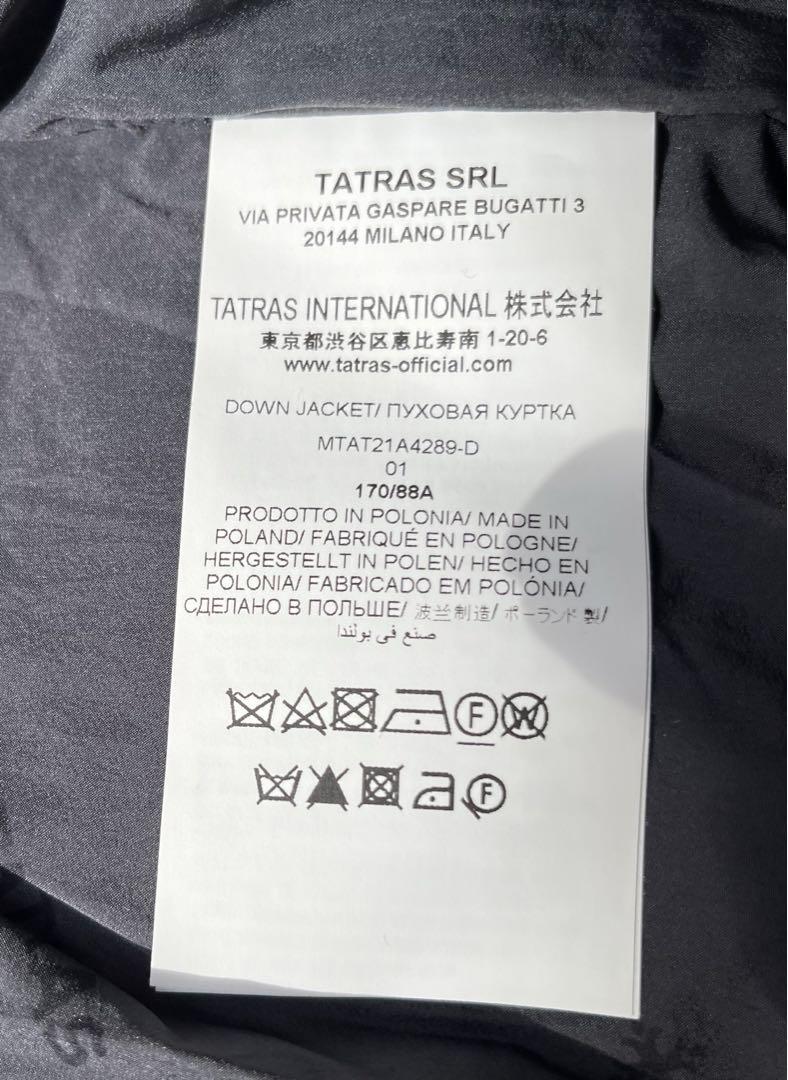 TATRAS SRL
VIA PRIVATA GASPARE BUGATTI 3
20144 MILANO ITALY
TATRAS INTERNATIONAL 株式会社
東京都渋谷区恵比寿南 1-20-6
www.tatras-official.com
DOWN JACKET/ ПУХОВАЯ КУРТКА
MTAT21A4289-D
01
170/88A
PRODOTTO IN POLONIA/ MADE IN
POLAND/ FABRIQUÉ EN POLOGNE/
HERGESTELLT IN POLEN/ HECHO EN
POLONIA/ FABRICADO EM POLÓNIA/
СДЕЛАНО В ПОЛЬШЕ/ 波兰制造/ ポーランド 製/
صنع في بولندا
F W
F